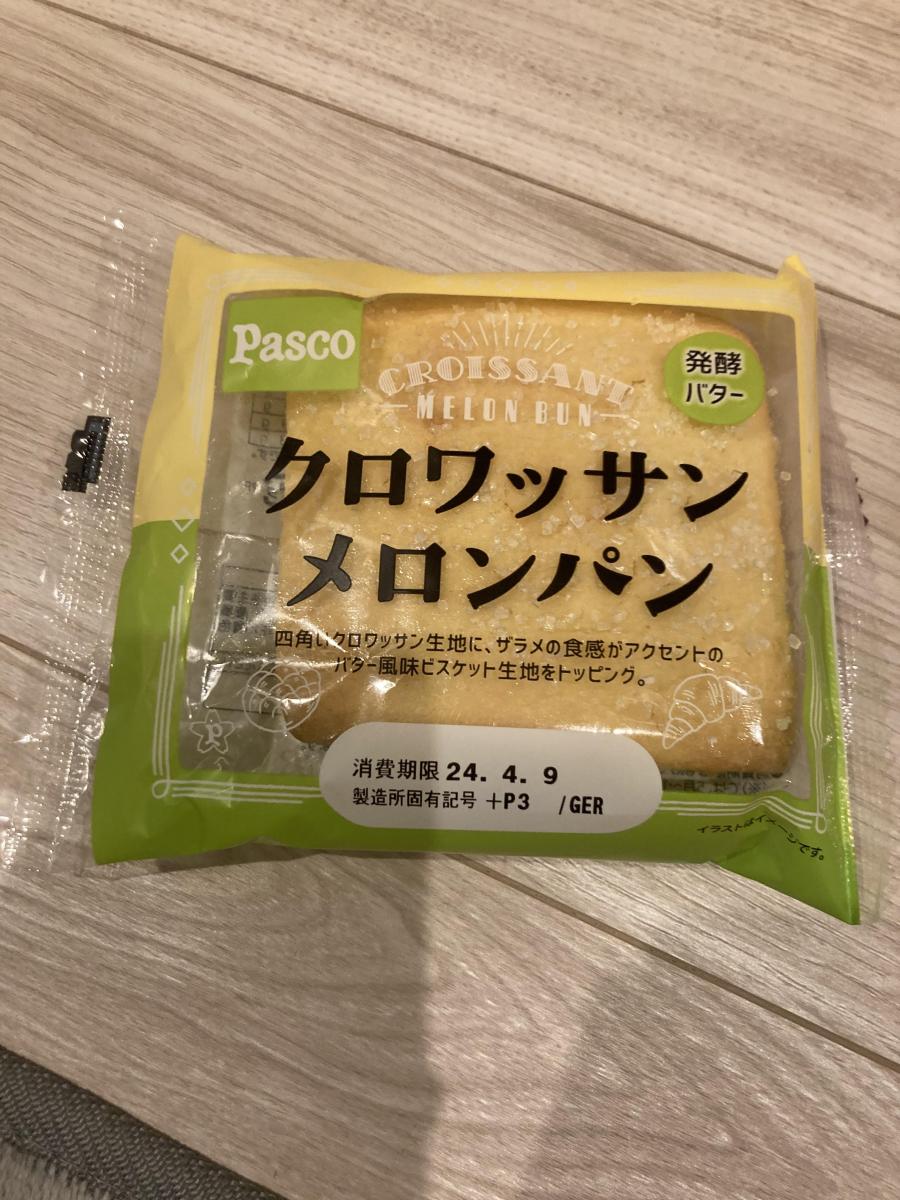 Pasco
CROISSANT
MELON BUN
発酵
バター
クロワッサン
メロンパン
四角いクロワッサン生地に、ザラメの食感がアクセントの
バター風味ビスケット生地をトッピング。
消費期限 24. 4. 9
製造所固有記号 +P3 /GER
イラストはイメージです。